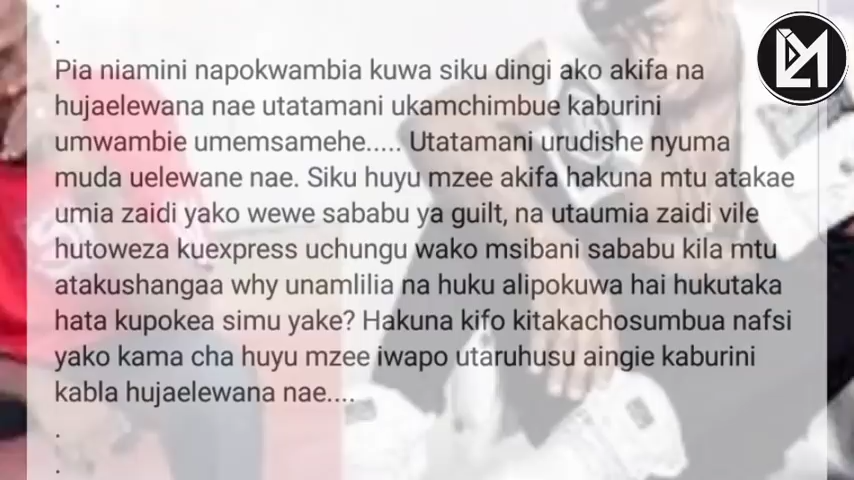 .
.
Pia niamini napokwambia kuwa siku dingi ako akifa na
hujaelewana nae utatamani ukamchimbue kaburini
umwambie umemsamehe..... Utatamani urudishe nyuma
muda uelewane nae. Siku huyu mzee akifa hakuna mtu atakae
umia zaidi yako wewe sababu ya guilt, na utaumia zaidi vile
hutoweza kuexpress uchungu wako msibani sababu kila mtu
atakushangaa why unamlilia na huku alipokuwa hai hukutaka
hata kupokea simu yake? Hakuna kifo kitakachosumbua nafsi
yako kama cha huyu mzee iwapo utaruhusu aingie kaburini
kabla hujaelewana nae....
.
.